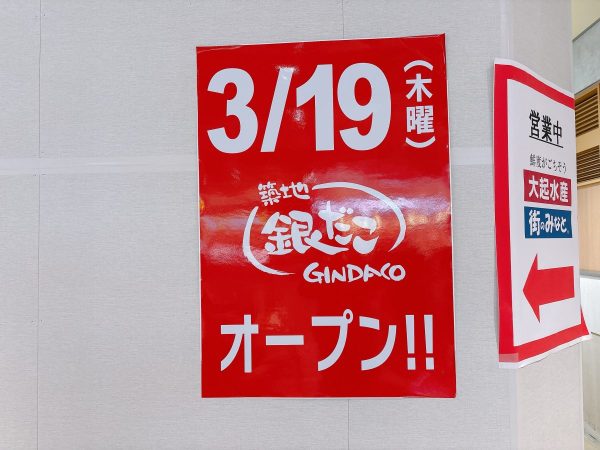 3/19(木曜)
築地
銀だこ
GINDACO
オープン!!
営業中
鮮度がごちそう
大起水産
街のみなと